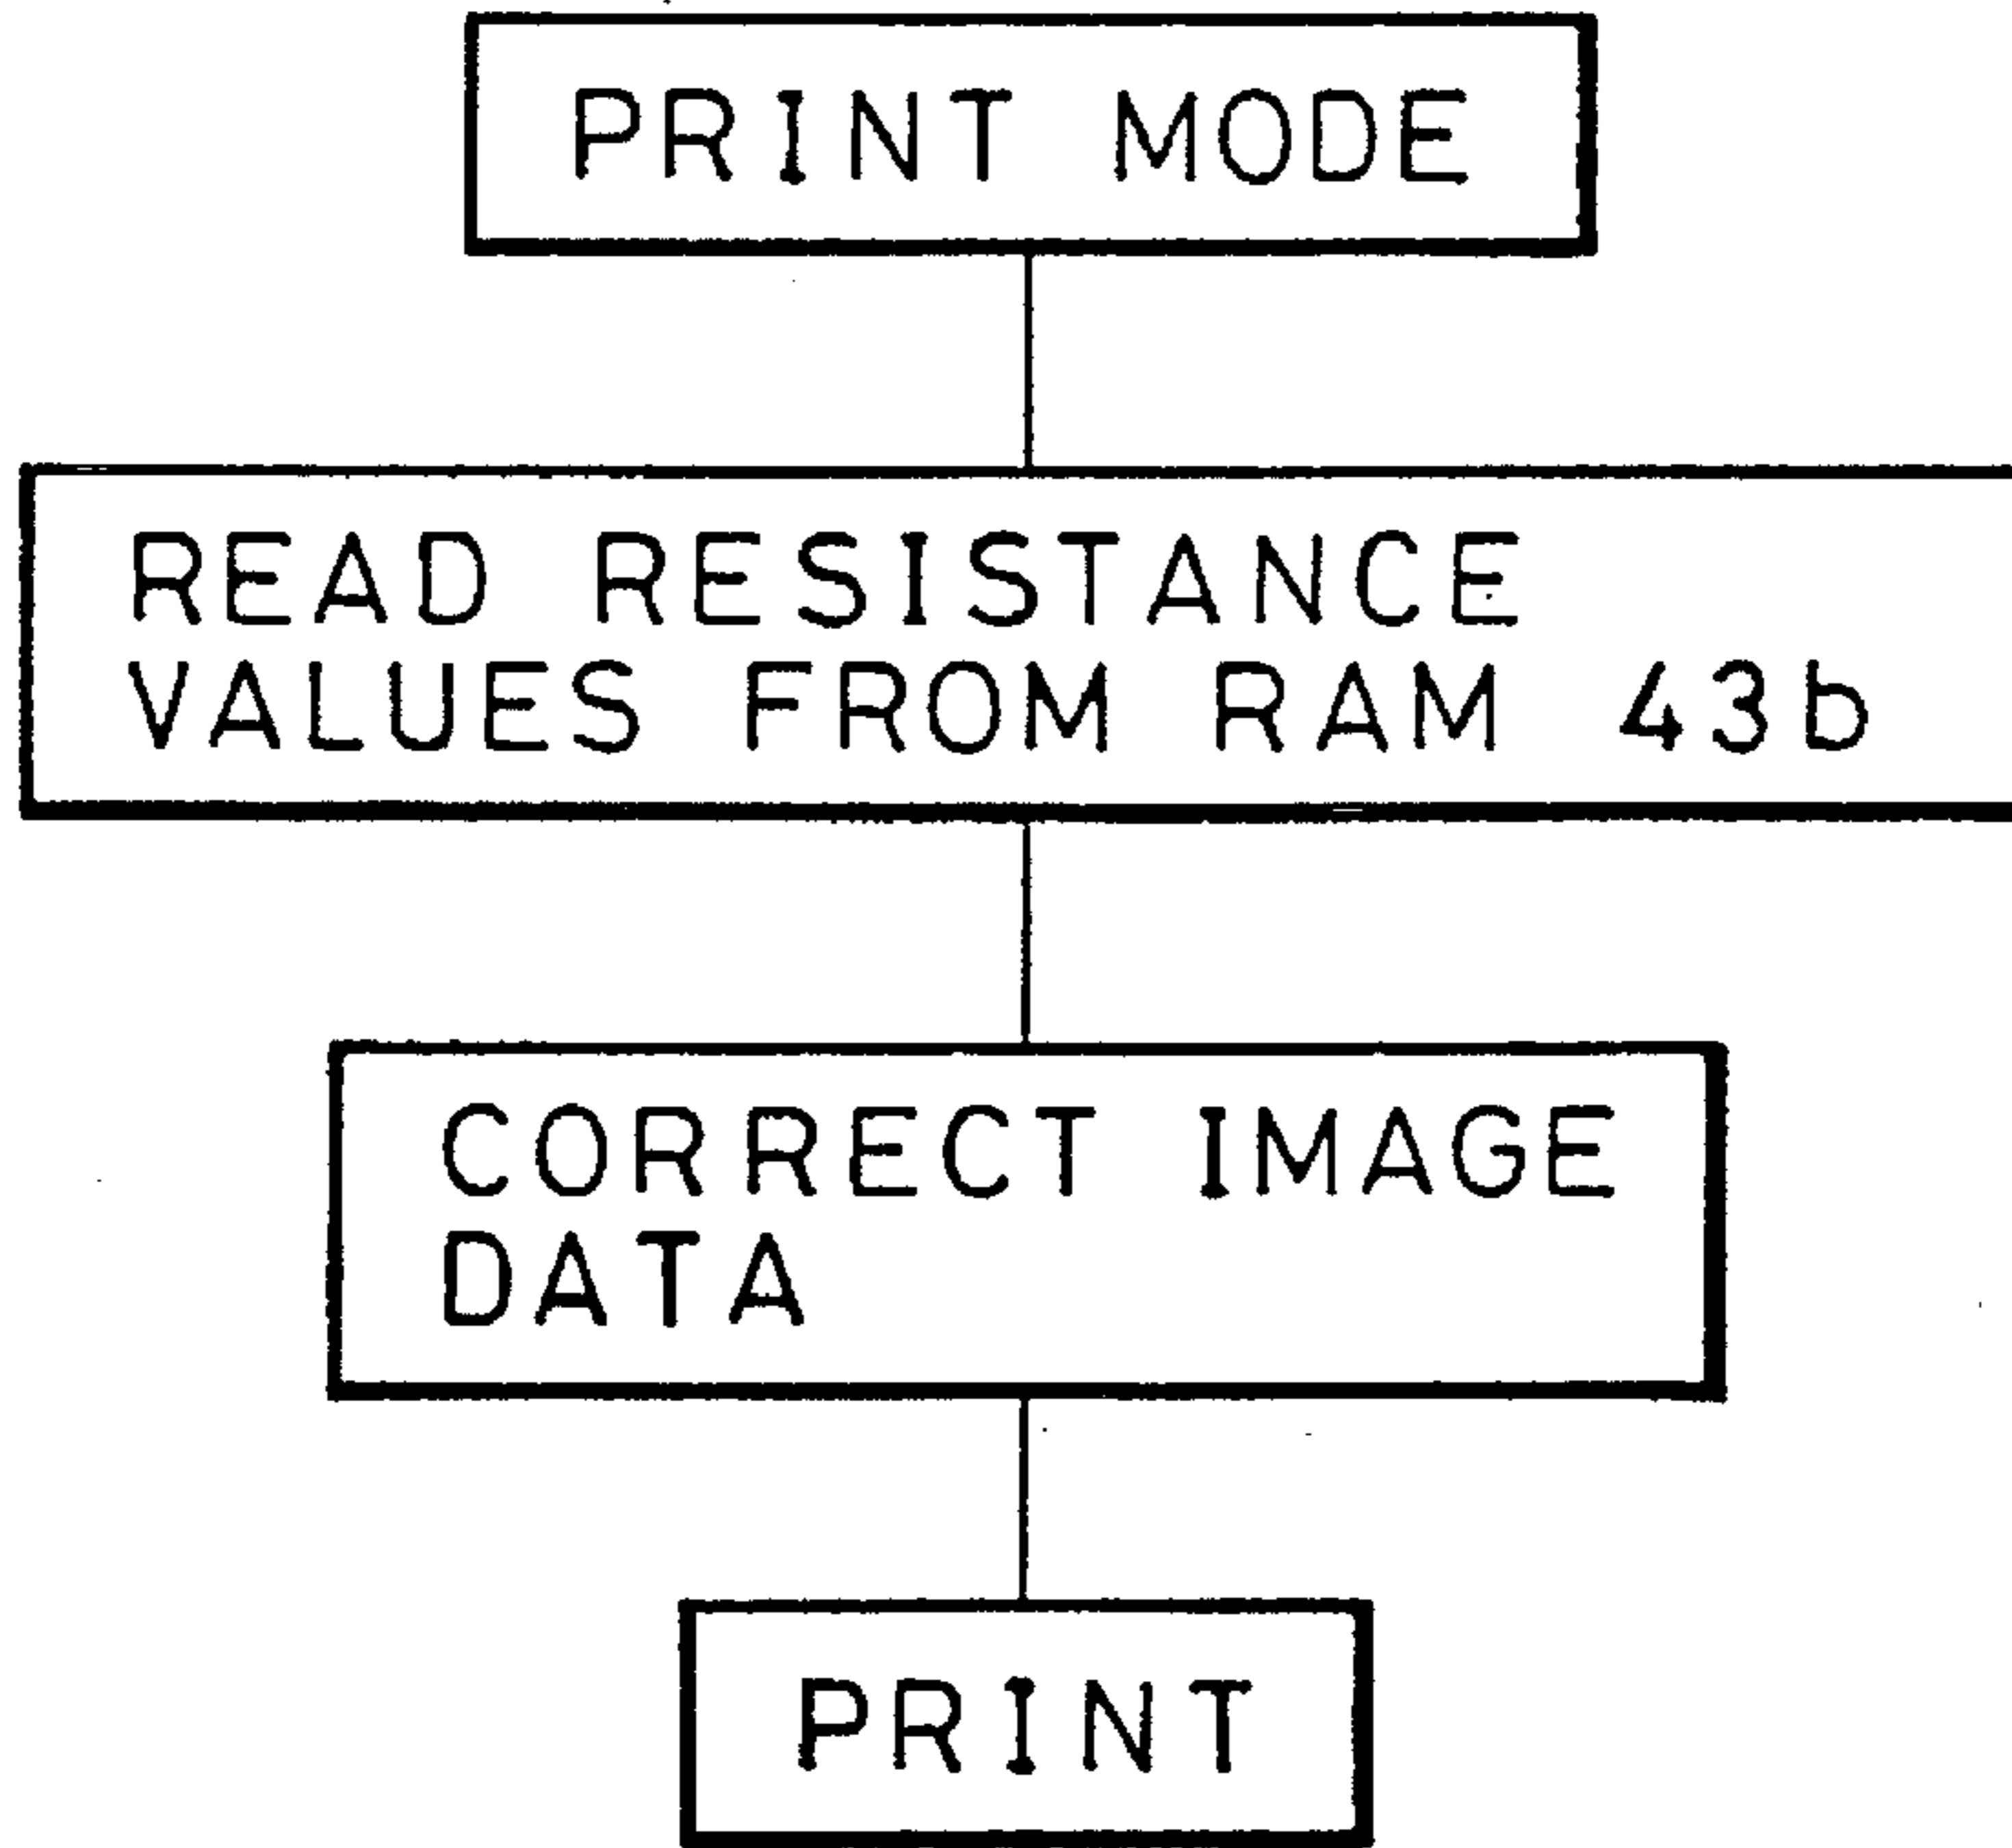 PRINT MODE
READ RESISTANCE
VALUES FROM RAM 43b
CORRECT IMAGE
DATA
PRINT